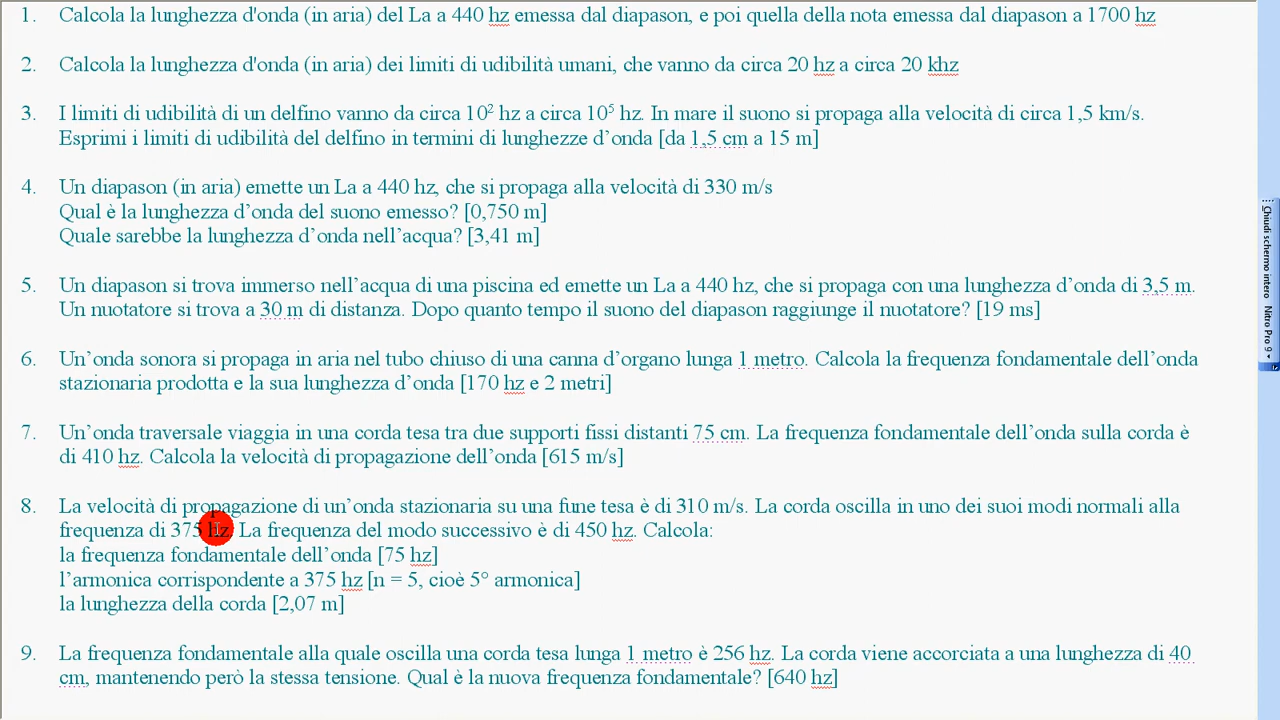 1. Calcola la lunghezza d'onda (in aria) del La a 440 hz emessa dal diapason, e poi quella della nota emessa dal diapason a 1700 hz
2. Calcola la lunghezza d'onda (in aria) dei limiti di udibilità umani, che vanno da circa 20 hz a circa 20 khz
3. I limiti di udibilità di un delfino vanno da circa 10² hz a circa 10⁵ hz. In mare il suono si propaga alla velocità di circa 1,5 km/s.
Esprimi i limiti di udibilità del delfino in termini di lunghezze d’onda [da 1,5 cm a 15 m]
4. Un diapason (in aria) emette un La a 440 hz, che si propaga alla velocità di 330 m/s
Qual è la lunghezza d’onda del suono emesso? [0,750 m]
Quale sarebbe la lunghezza d’onda nell’acqua? [3,41 m]
5. Un diapason si trova immerso nell’acqua di una piscina ed emette un La a 440 hz, che si propaga con una lunghezza d’onda di 3,5 m.
Un nuotatore si trova a 30 m di distanza. Dopo quanto tempo il suono del diapason raggiunge il nuotatore? [19 ms]
6. Un’onda sonora si propaga in aria nel tubo chiuso di una canna d’organo lunga 1 metro. Calcola la frequenza fondamentale dell’onda
stazionaria prodotta e la sua lunghezza d’onda [170 hz e 2 metri]
7. Un’onda traversale viaggia in una corda tesa tra due supporti fissi distanti 75 cm. La frequenza fondamentale dell’onda sulla corda è
di 410 hz. Calcola la velocità di propagazione dell’onda [615 m/s]
8. La velocità di propagazione di un’onda stazionaria su una fune tesa è di 310 m/s. La corda oscilla in uno dei suoi modi normali alla
frequenza di 375 hz. La frequenza del modo successivo è di 450 hz. Calcola:
la frequenza fondamentale dell’onda [75 hz]
l’armonica corrispondente a 375 hz [n = 5, cioè 5° armonica]
la lunghezza della corda [2,07 m]
9. La frequenza fondamentale alla quale oscilla una corda tesa lunga 1 metro è 256 hz. La corda viene accorciata a una lunghezza di 40
cm, mantenendo però la stessa tensione. Qual è la nuova frequenza fondamentale? [640 hz]
Chiudi schermo intero Nitro Pro 9